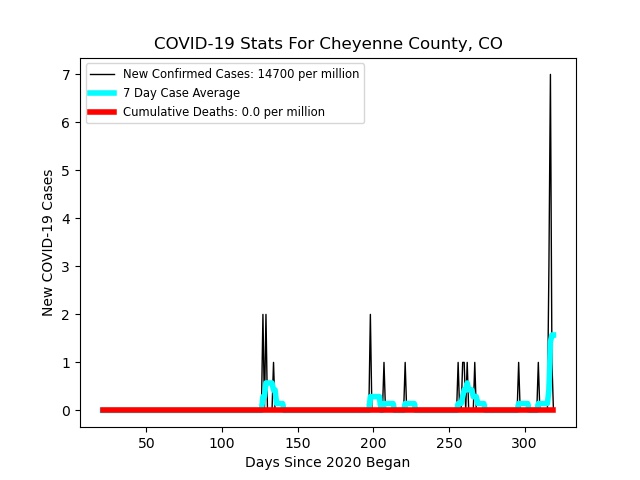 COVID-19 Stats For Cheyenne County, CO
New Confirmed Cases: 14700 per million
7 Day Case Average
Cumulative Deaths: 0.0 per million
New COVID-19 Cases
7
6
5
4
3
2
1
0
50 100 150 200 250 300
Days Since 2020 Began